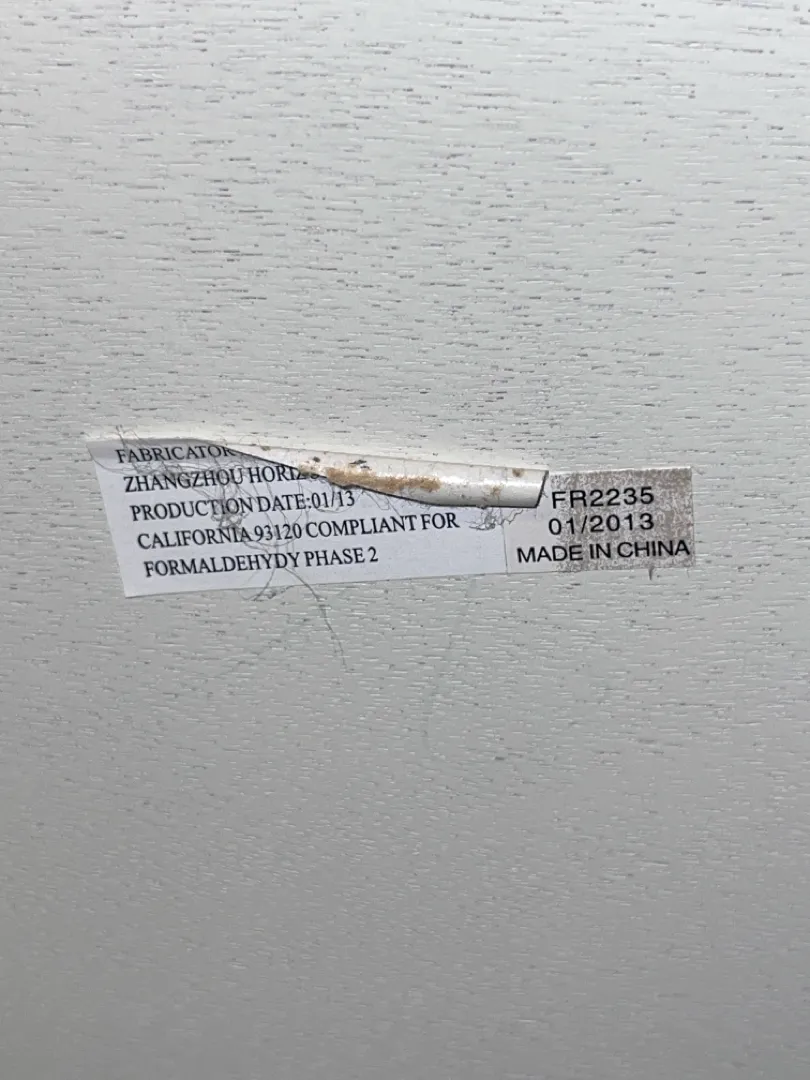 FABRICATOR
ZHANGZHOU
PRODUCTION DATE:01/13
CALIFORNIA 93120 COMPLIANT FOR
FORMALDEHYDY PHASE 2
FR2235
01/2013
MADE IN CHINA